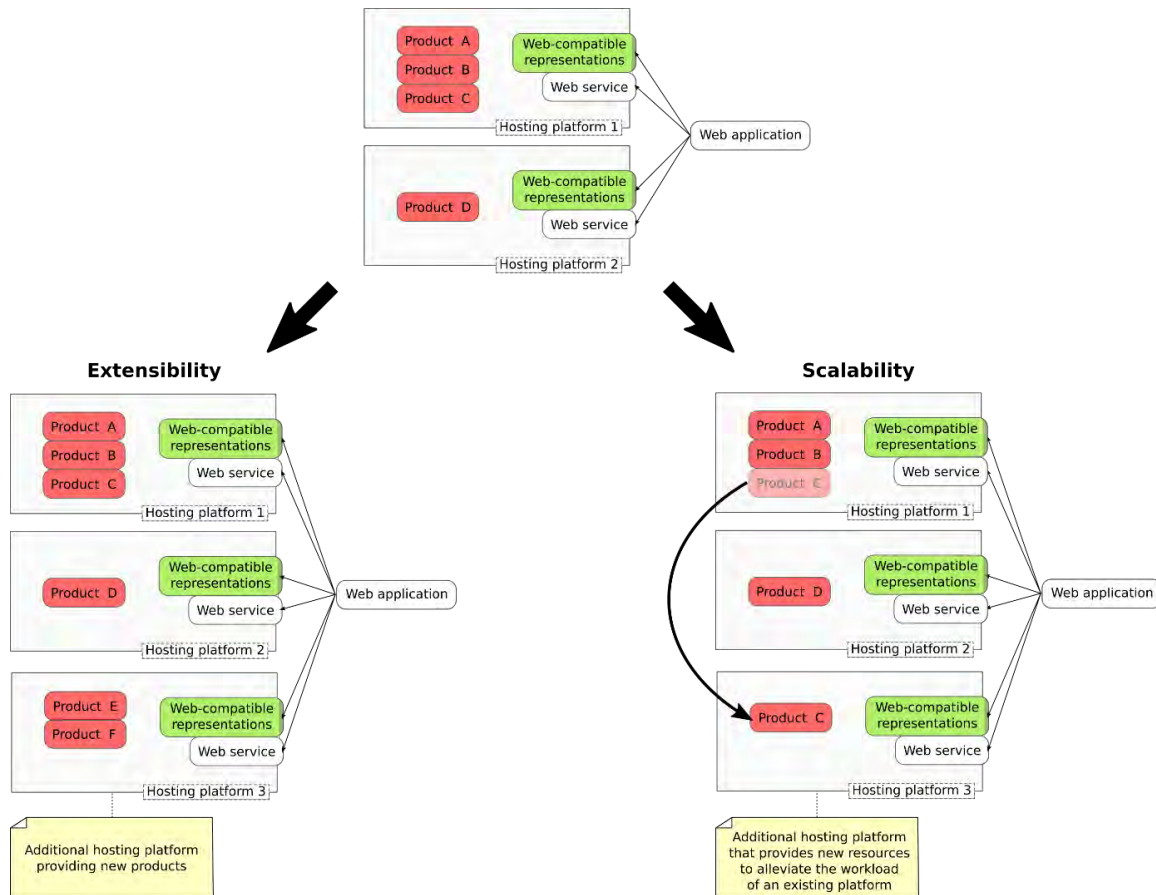 Product A
Product B
Product C
Web-compatible
representations
Web service
Hosting platform 1
Web application
Product D
Web-compatible
representations
Web service
Hosting platform 2
Extensibility
Product A
Product B
Product C
Web-compatible
representations
Web service
Hosting platform 1
Product D
Web-compatible
representations
Web service
Hosting platform 2
Web application
Product E
Product F
Web-compatible
representations
Web service
Hosting platform 3
Additional hosting platform
providing new products
Scalability
Product A
Product B
Product C
Web-compatible
representations
Web service
Hosting platform 1
Product D
Web-compatible
representations
Web service
Hosting platform 2
Web application
Product C
Web-compatible
representations
Web service
Hosting platform 3
Additional hosting platform
that provides new resources
to alleviate the workload
of an existing platform